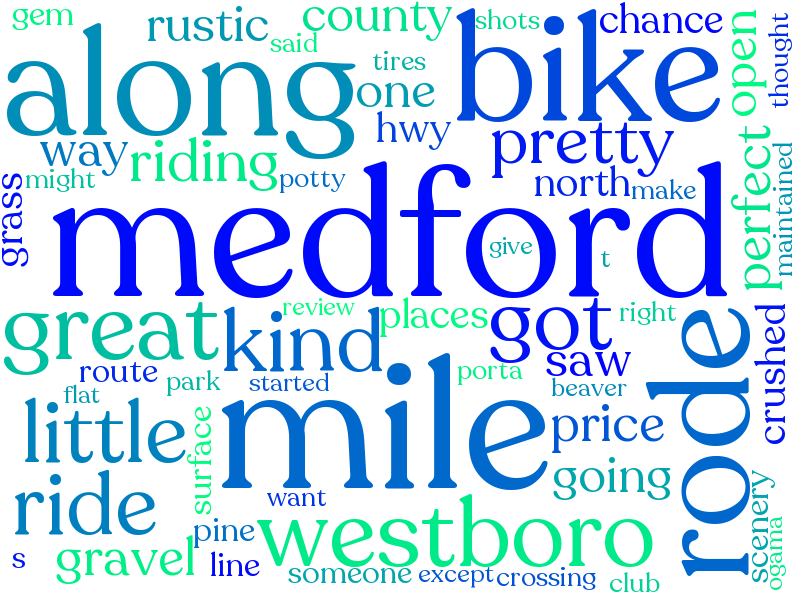 gem
rustic
county
shots
chance
said
along
bike
open
thought
tires
one
hwy
pretty
way
riding
might
potty
north
make
perfect
maintained
grass
medford
give
t
great
kind
review
places
got
right
saw
rode
crushed
route
park
started
porta
beaver
flat
little
mile
price
surface
going
ride
want
scenery
pine
westboro
ogama
s
gravel
line
someone
except
crossing
club